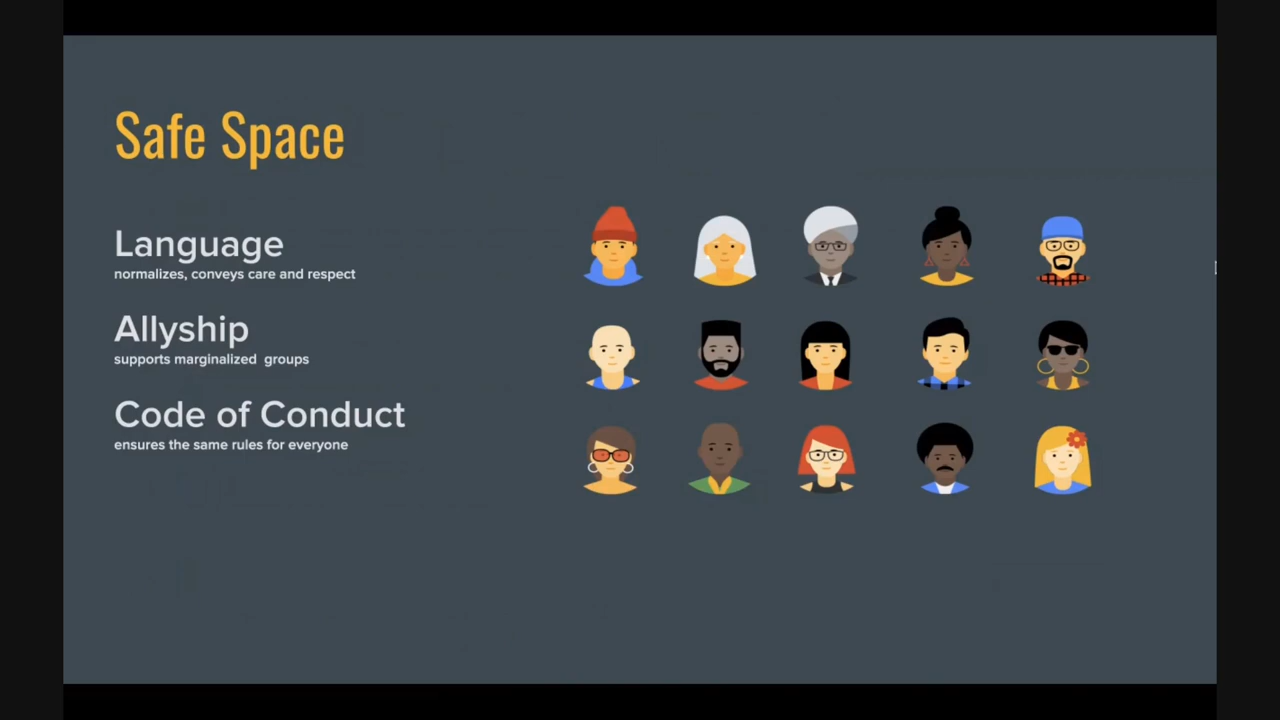 Safe Space
Language
normalizes, conveys care and respect
Allyship
supports marginalized  groups
Code of Conduct
ensures the same rules for everyone